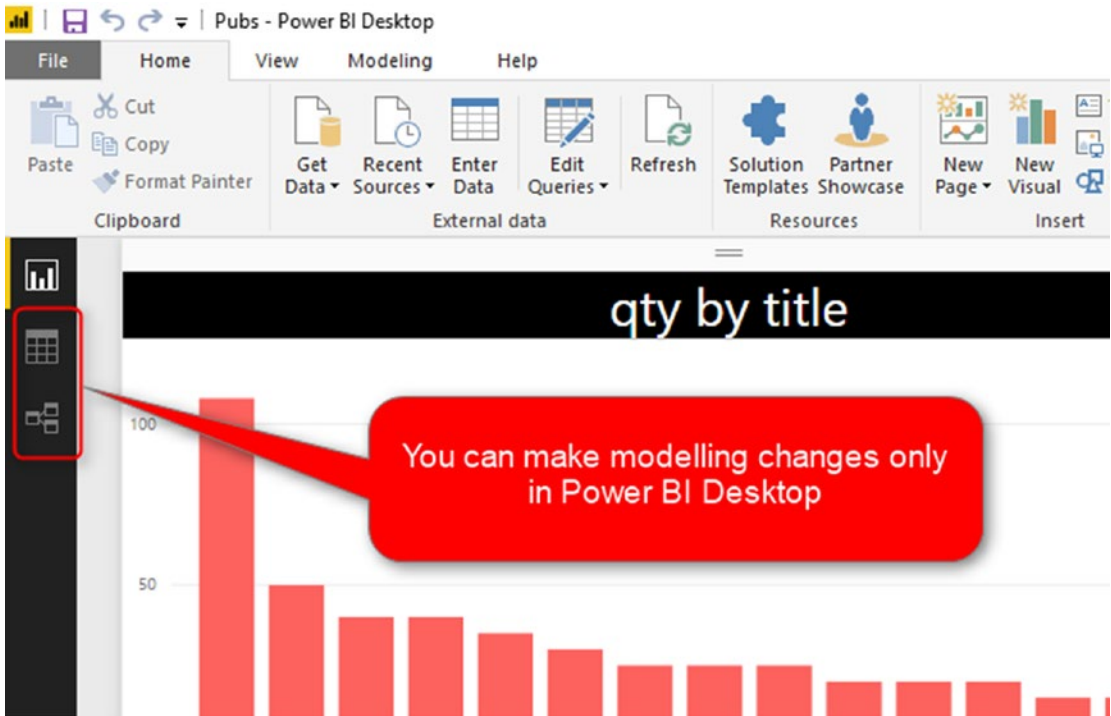 Pubs - Power BI Desktop
File Home View Modeling Help
Paste
Cut
Copy
Format Painter
Clipboard
Get Data
Recent Sources
Enter Data
Edit Queries
External data
Refresh
Solution Templates
Partner Showcase
Resources
New Page
New Visual
Insert
qty by title
100
50
You can make modelling changes only
in Power BI Desktop